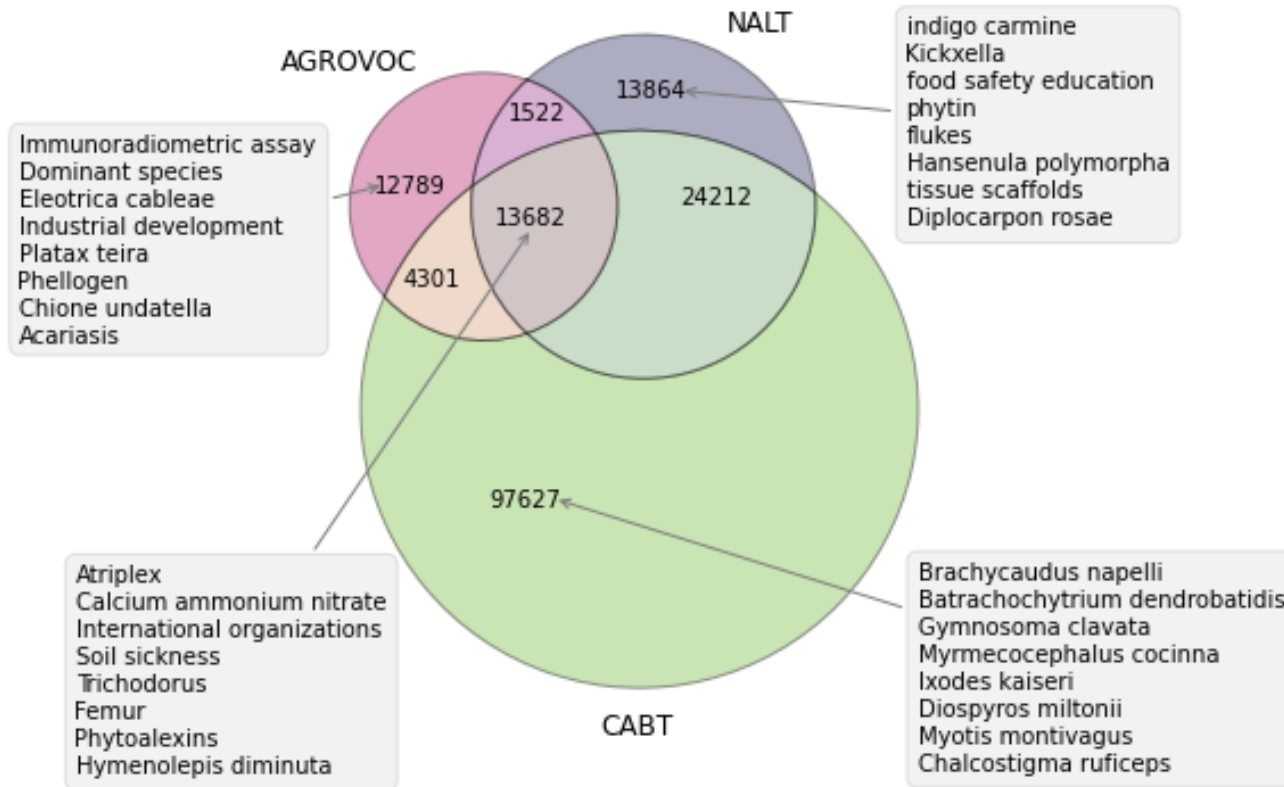 NALT
AGROVOC
indigo carmine
Kickxella
food safety education
phytin
flukes
Hansenula polymorpha
tissue scaffolds
Diplocarpon rosae
13864
1522
Immunoradiometric assay
Dominant species
Eleotrica cableae
Industrial development
Platax teira
Phellogen
Chione undatella
Acariasis
12789
24212
13682
4301
97627
Atriplex
Calcium ammonium nitrate
International organizations
Soil sickness
Trichodorus
Femur
Phytoalexins
Hymenolepis diminuta
CABT
Brachycaudus napelli
Batrachochytrium dendrobatidis
Gymnosoma clavata
Myrmecocephalus cocinna
Ixodes kaiseri
Diospyros miltonii
Myotis montivagus
Chalcostigma ruficeps